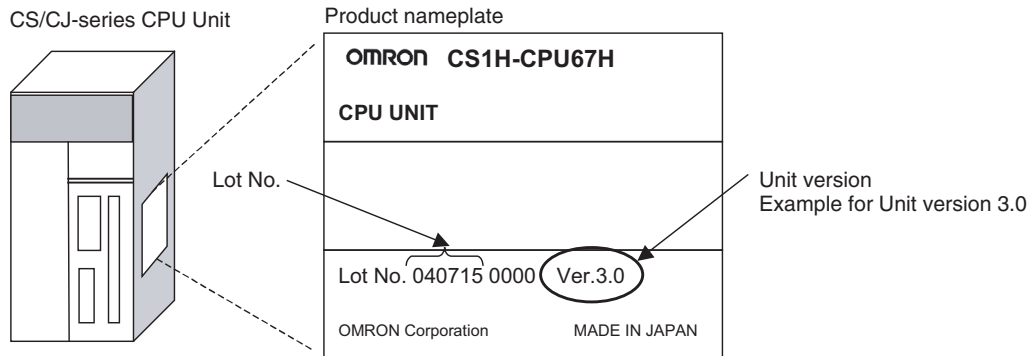 CS/CJ-series CPU Unit
Product nameplate
OMRON CS1H-CPU67H
CPU UNIT
Lot No.
Unit version
Example for Unit version 3.0
Lot No. 040715 0000 Ver.3.0
OMRON Corporation MADE IN JAPAN